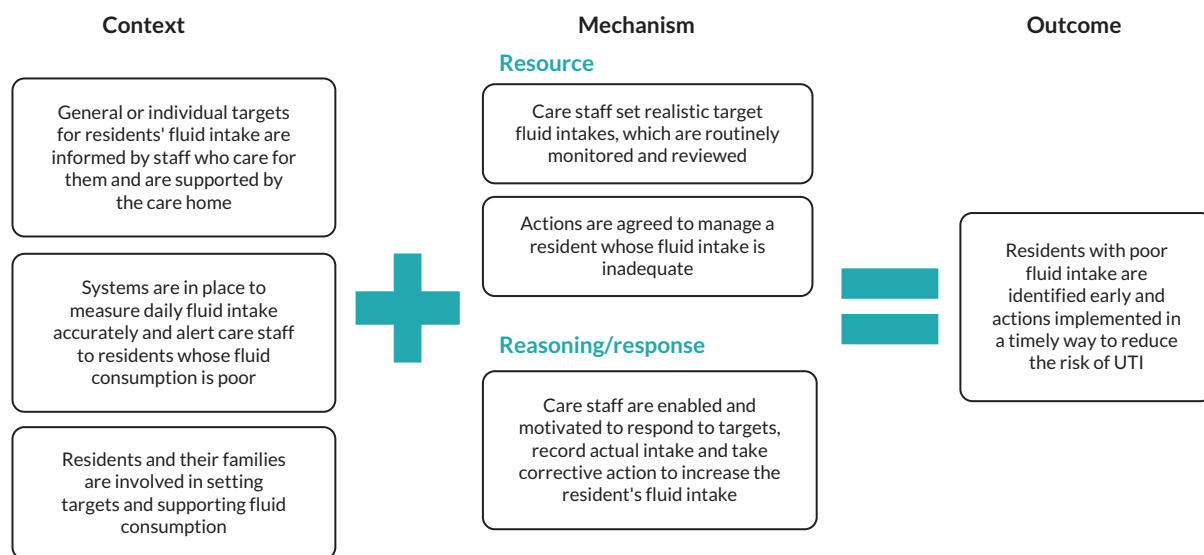 Context
General or individual targets
for residents' fluid intake are
informed by staff who care for
them and are supported by
the care home
Systems are in place to
measure daily fluid intake
accurately and alert care staff
to residents whose fluid
consumption is poor
Residents and their families
are involved in setting
targets and supporting fluid
consumption
Mechanism
Resource
Care staff set realistic target
fluid intakes, which are routinely
monitored and reviewed
Actions are agreed to manage a
resident whose fluid intake is
inadequate
Reasoning/response
Care staff are enabled and
motivated to respond to targets,
record actual intake and take
corrective action to increase the
resident's fluid intake
Outcome
Residents with poor
fluid intake are
identified early and
actions implemented in
a timely way to reduce
the risk of UTI